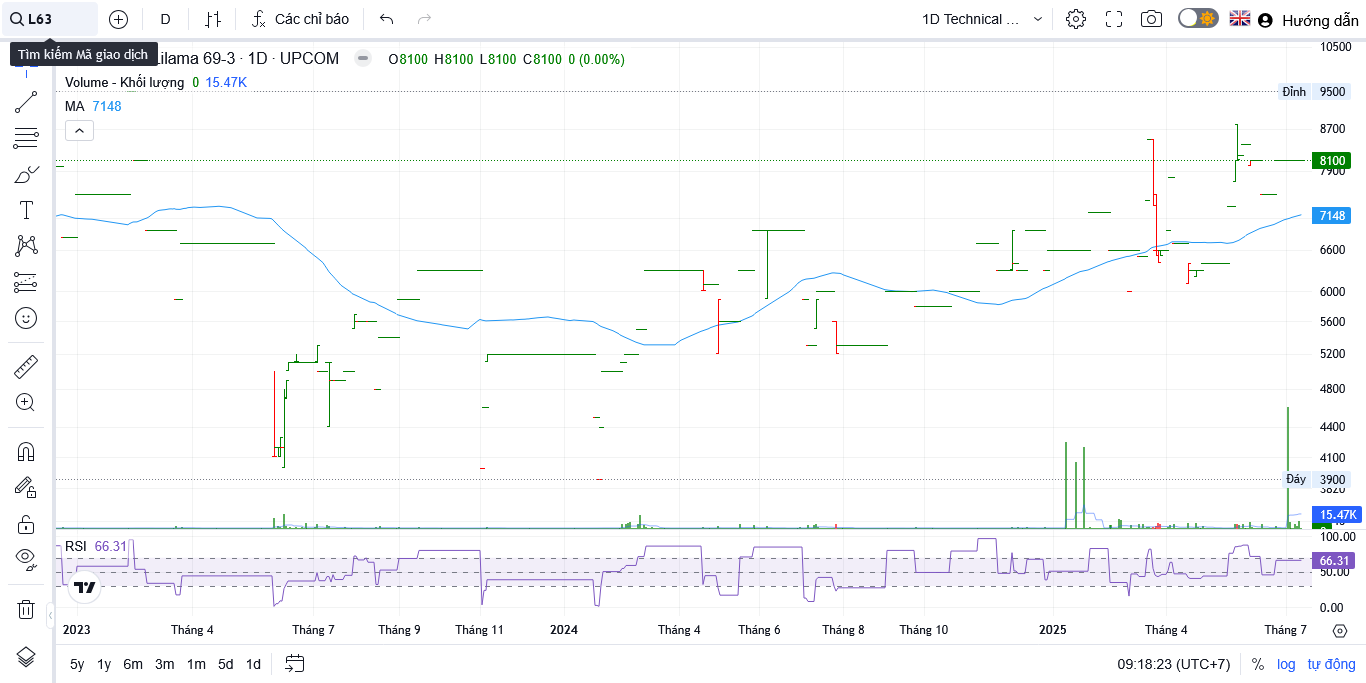 L63
D
Các chỉ báo
1D Technical ...
Hướng dẫn
Tìm kiếm Mã giao dịch
Lilama 69-3 · 1D · UPCOM
O8100 H8100 L8100 C8100 0 (0.00%)
Volume - Khối lượng 0 15.47K
MA 7148
10500
Đỉnh 9500
8700
8100
7900
7148
6600
6000
5600
5200
4800
4400
4100
Đáy 3900
3820
15.47K
RSI 66.31
100.00
66.31
50.00
0.00
2023 Tháng 4 Tháng 7 Tháng 9 Tháng 11 2024 Tháng 4 Tháng 6 Tháng 8 Tháng 10 2025 Tháng 4 Tháng 7
5y 1y 6m 3m 1m 5d 1d
09:18:23 (UTC+7) % log tự động